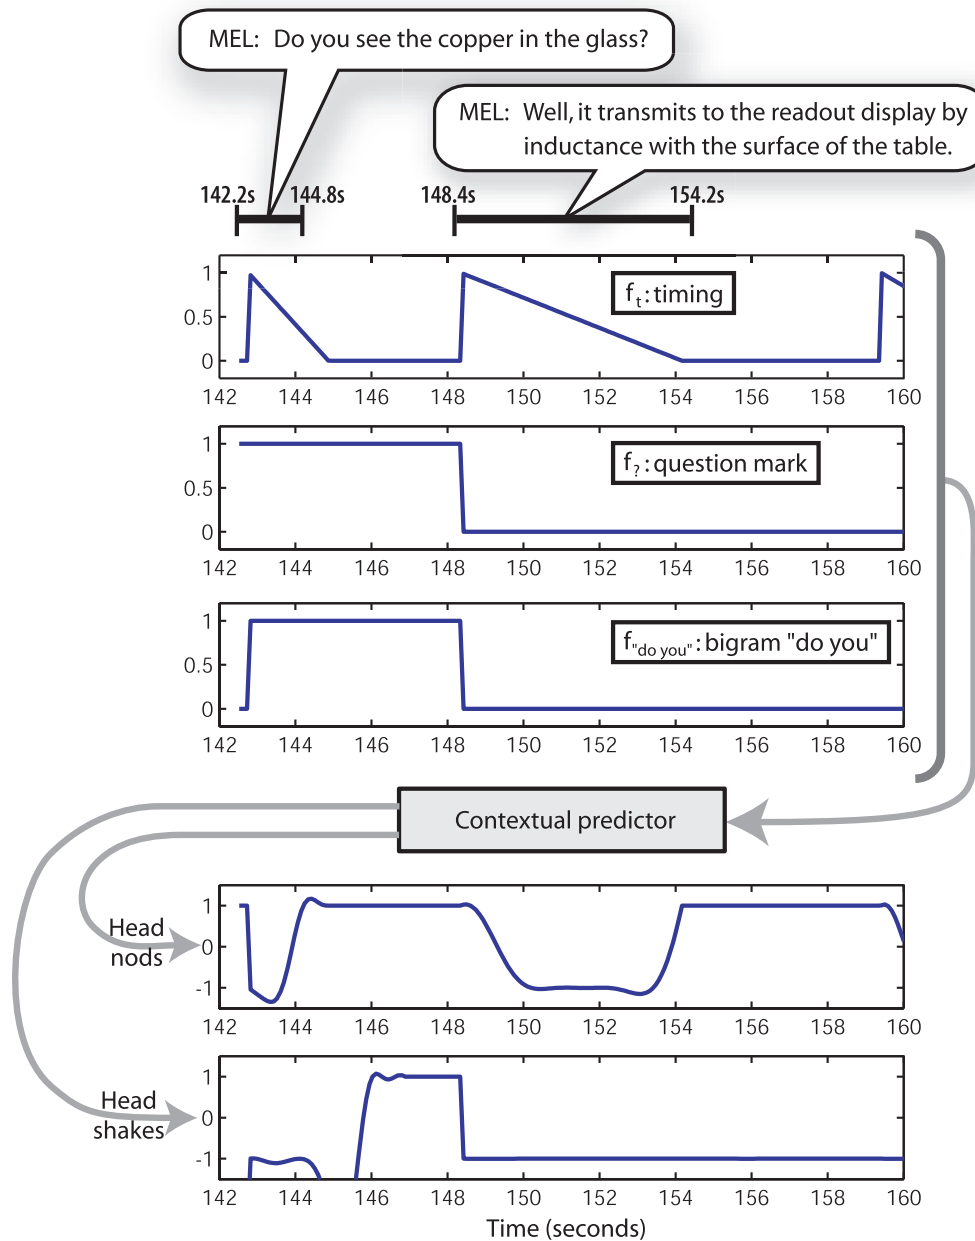 MEL: Do you see the copper in the glass?
MEL: Well, it transmits to the readout display by
inductance with the surface of the table.
142.2s 144.8s 148.4s 154.2s
1
0.5
0
f_t: timing
142 144 146 148 150 152 154 156 158 160
1
0.5
0
f_?: question mark
142 144 146 148 150 152 154 156 158 160
1
0.5
0
f_"do you": bigram "do you"
142 144 146 148 150 152 154 156 158 160
Contextual predictor
Head
nods
1
0
-1
142 144 146 148 150 152 154 156 158 160
Head
shakes
1
0
-1
142 144 146 148 150 152 154 156 158 160
Time (seconds)